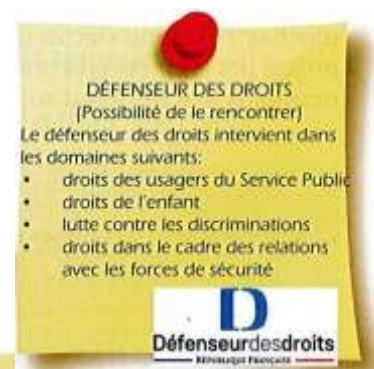 DÉFENSEUR DES DROITS
(Possibilité de le rencontrer)
Le défenseur des droits intervient dans
les domaines suivants:
• droits des usagers du Service Public
• droits de l'enfant
• lutte contre les discriminations
• droits dans le cadre des relations
avec les forces de sécurité
D
Défenseurdesdroits
RÉPUBLIQUE FRANÇAISE